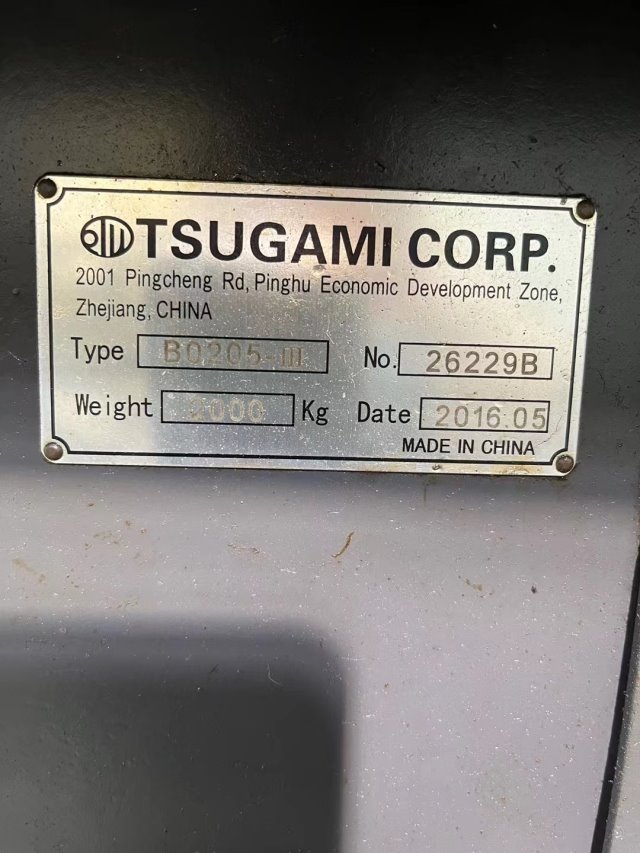 TSUGAMI CORP.
2001 Pingcheng Rd, Pinghu Economic Development Zone,
Zhejiang, CHINA
Type B0205-III No. 26229B
Weight 2000 Kg Date 2016.05
MADE IN CHINA